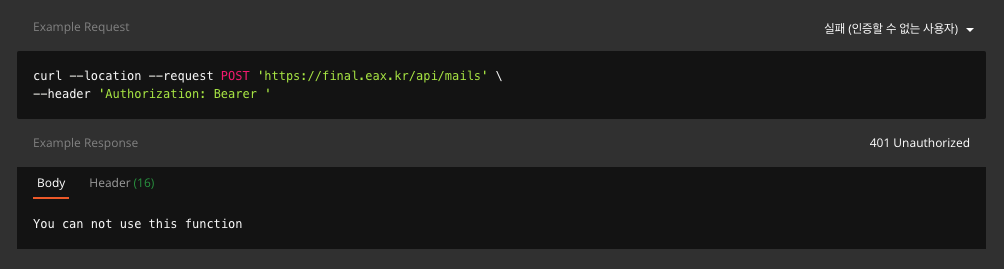 Example Request
실패 (인증할 수 없는 사용자)
curl --location --request POST 'https://final.eax.kr/api/mails' \
--header 'Authorization: Bearer '
Example Response
401 Unauthorized
Body
Header (16)
You can not use this function